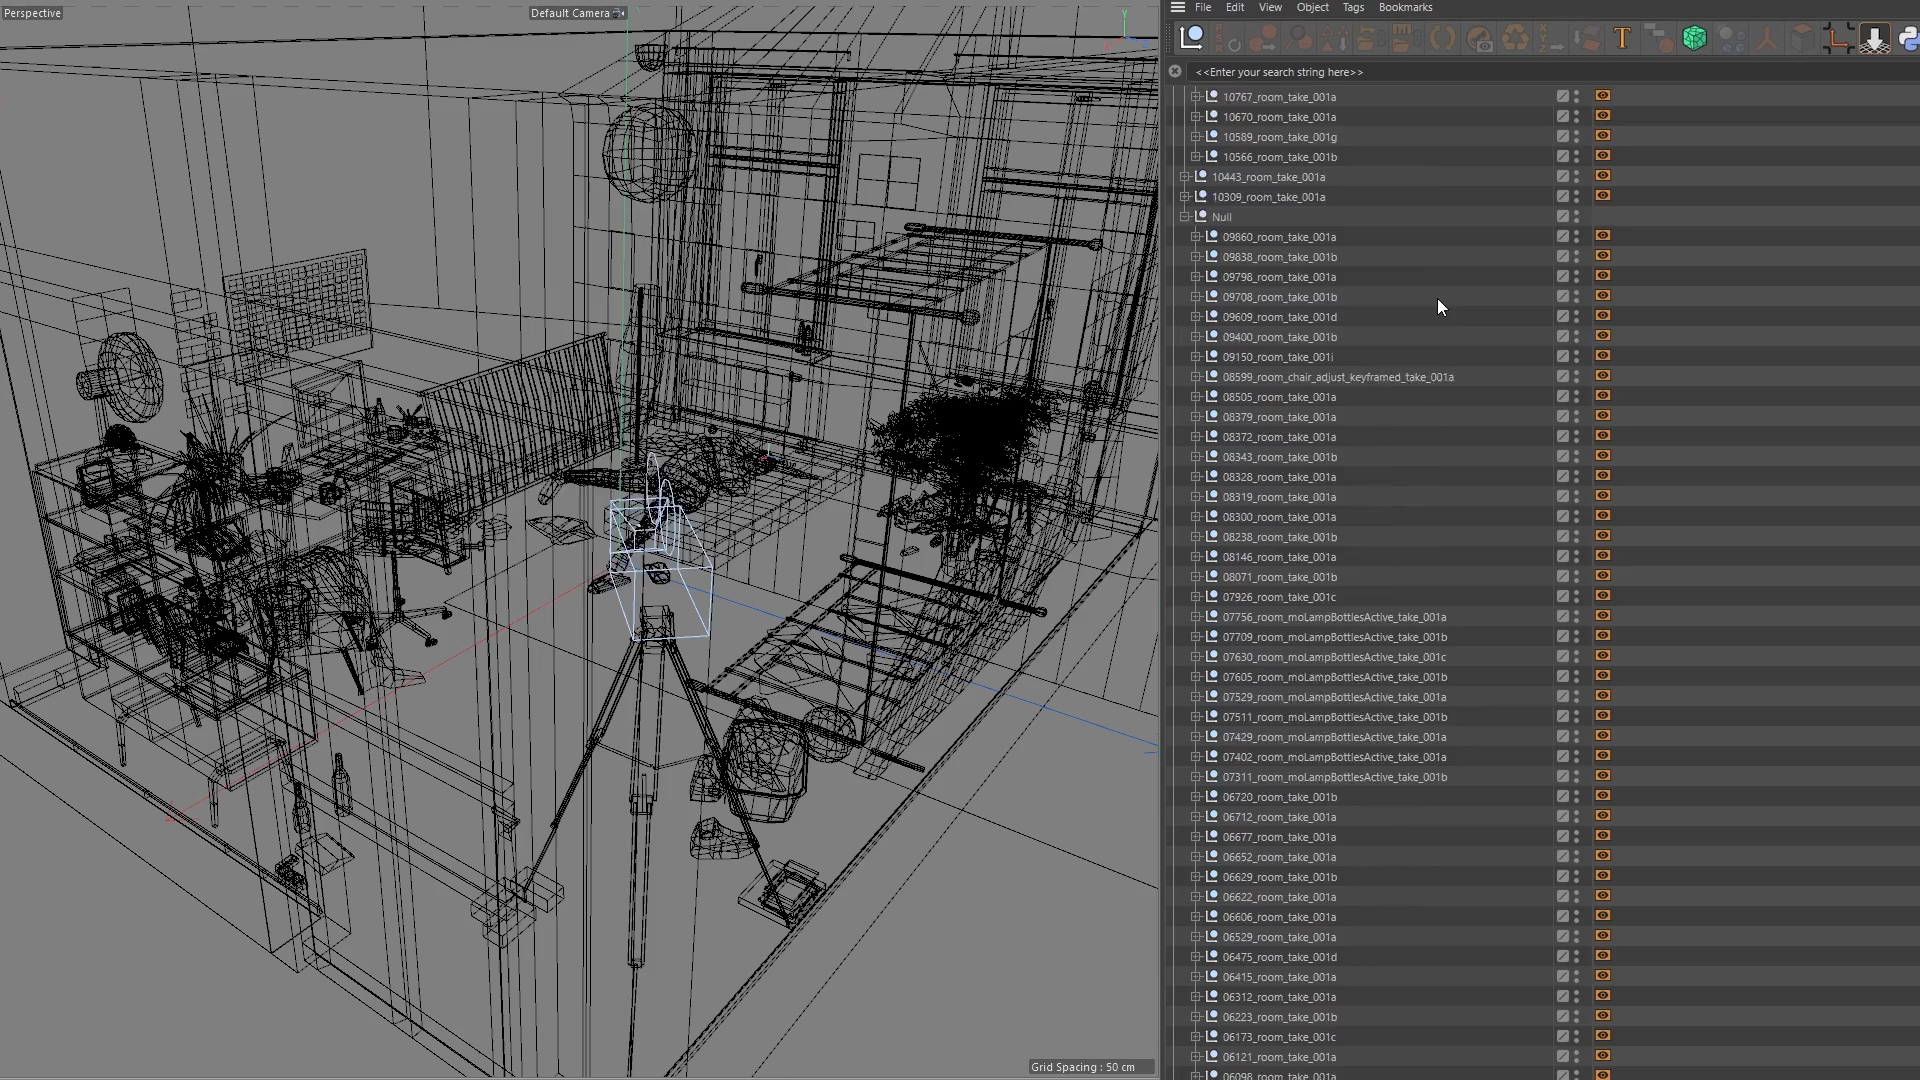 Perspective
Default Camera
Y
Grid Spacing : 50 cm
File Edit View Object Tags Bookmarks
<<Enter your search string here>>
10767_room_take_001a
10670_room_take_001a
10589_room_take_001g
10566_room_take_001b
10443_room_take_001a
10309_room_take_001a
Null
09860_room_take_001a
09838_room_take_001b
09798_room_take_001a
09708_room_take_001b
09609_room_take_001d
09400_room_take_001b
09150_room_take_001i
08599_room_chair_adjust_keyframed_take_001a
08505_room_take_001a
08379_room_take_001a
08372_room_take_001a
08343_room_take_001b
08328_room_take_001a
08319_room_take_001a
08300_room_take_001a
08238_room_take_001b
08146_room_take_001a
08071_room_take_001b
07926_room_take_001c
07756_room_moLampBottlesActive_take_001a
07709_room_moLampBottlesActive_take_001b
07630_room_moLampBottlesActive_take_001c
07605_room_moLampBottlesActive_take_001b
07529_room_moLampBottlesActive_take_001a
07511_room_moLampBottlesActive_take_001b
07429_room_moLampBottlesActive_take_001a
07402_room_moLampBottlesActive_take_001a
07311_room_moLampBottlesActive_take_001b
06720_room_take_001b
06712_room_take_001a
06677_room_take_001a
06652_room_take_001a
06629_room_take_001b
06622_room_take_001a
06606_room_take_001a
06529_room_take_001a
06475_room_take_001d
06415_room_take_001a
06312_room_take_001a
06223_room_take_001b
06173_room_take_001c
06121_room_take_001a
06098_room_take_001a